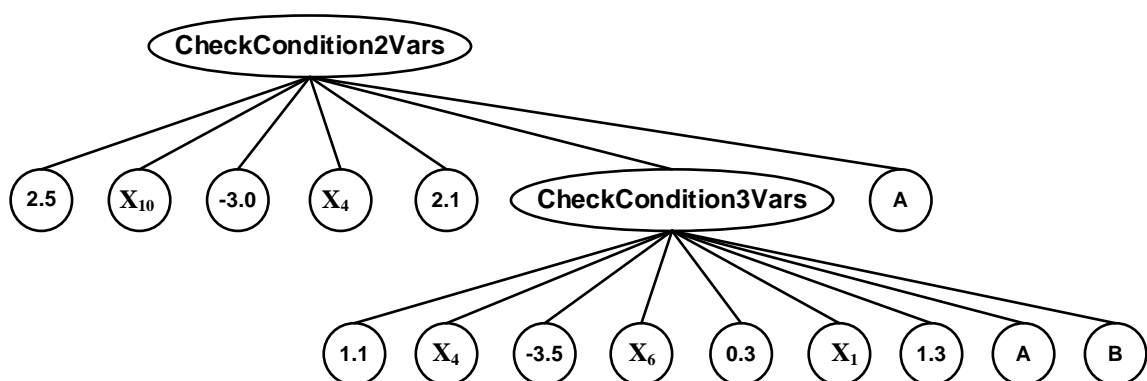 CheckCondition2Vars
2.5 X₁₀ -3.0 X₄ 2.1 CheckCondition3Vars A
1.1 X₄ -3.5 X₆ 0.3 X₁ 1.3 A B